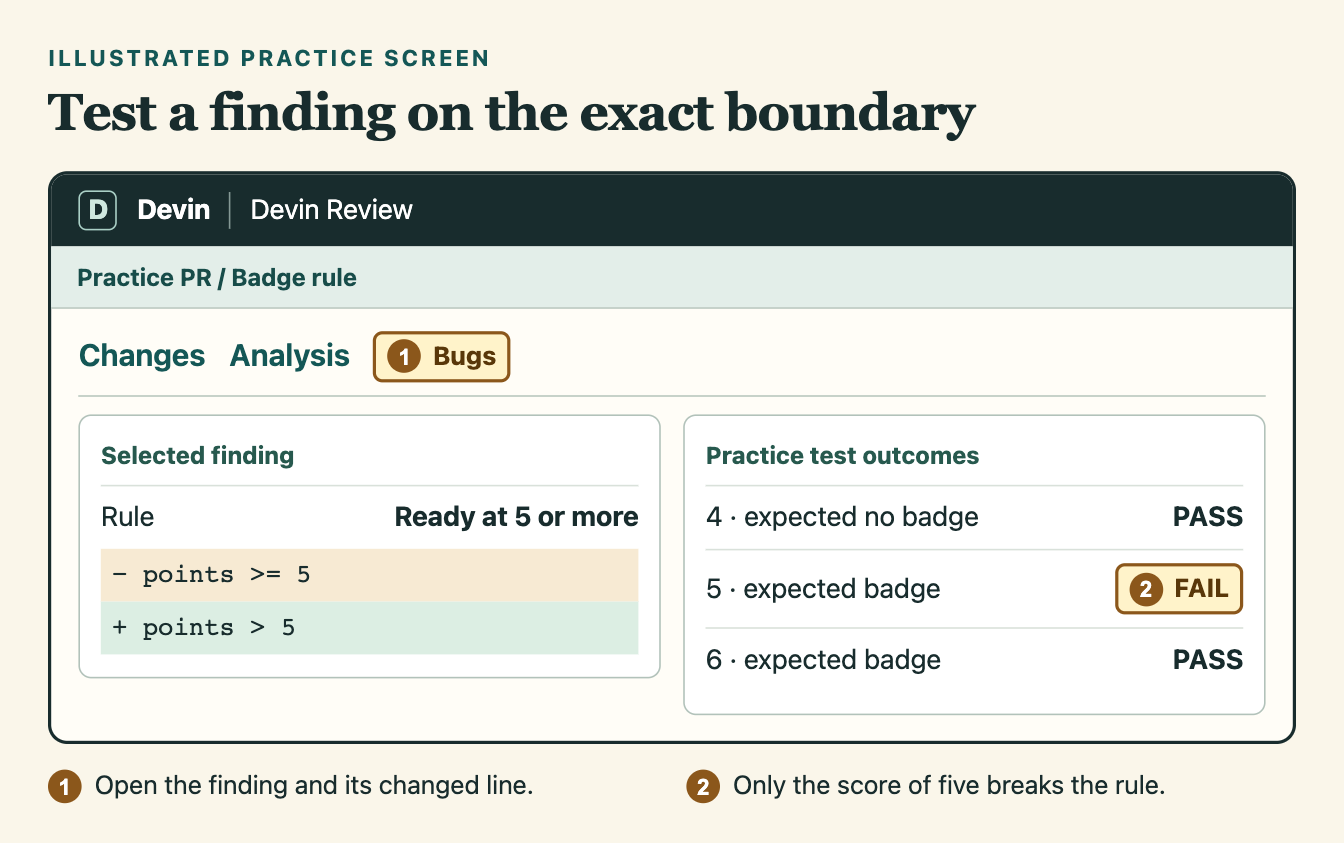 ILLUSTRATED PRACTICE SCREEN
Test a finding on the exact boundary
D Devin Devin Review
Practice PR / Badge rule
Changes Analysis 1 Bugs
Selected finding
Rule Ready at 5 or more
− points >= 5
+ points > 5
Practice test outcomes
4 · expected no badge PASS
5 · expected badge 2 FAIL
6 · expected badge PASS
1 Open the finding and its changed line.
2 Only the score of five breaks the rule.